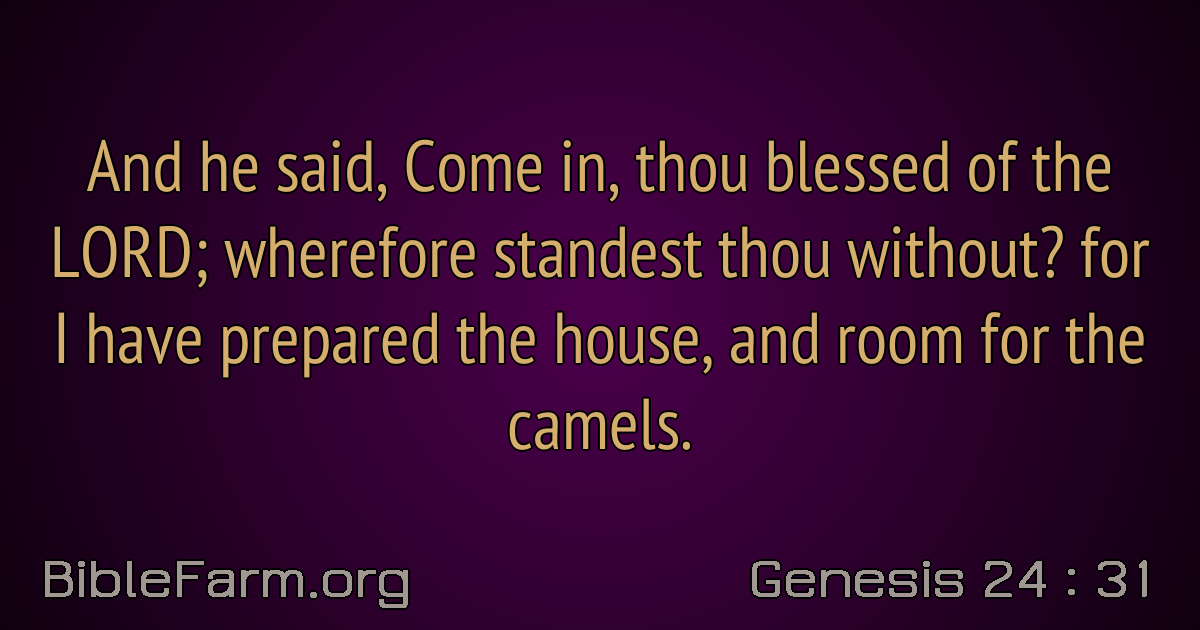 And he said, Come in, thou blessed of the
LORD; wherefore standest thou without? for
I have prepared the house, and room for the
camels.
BibleFarm.org
Genesis 24 : 31